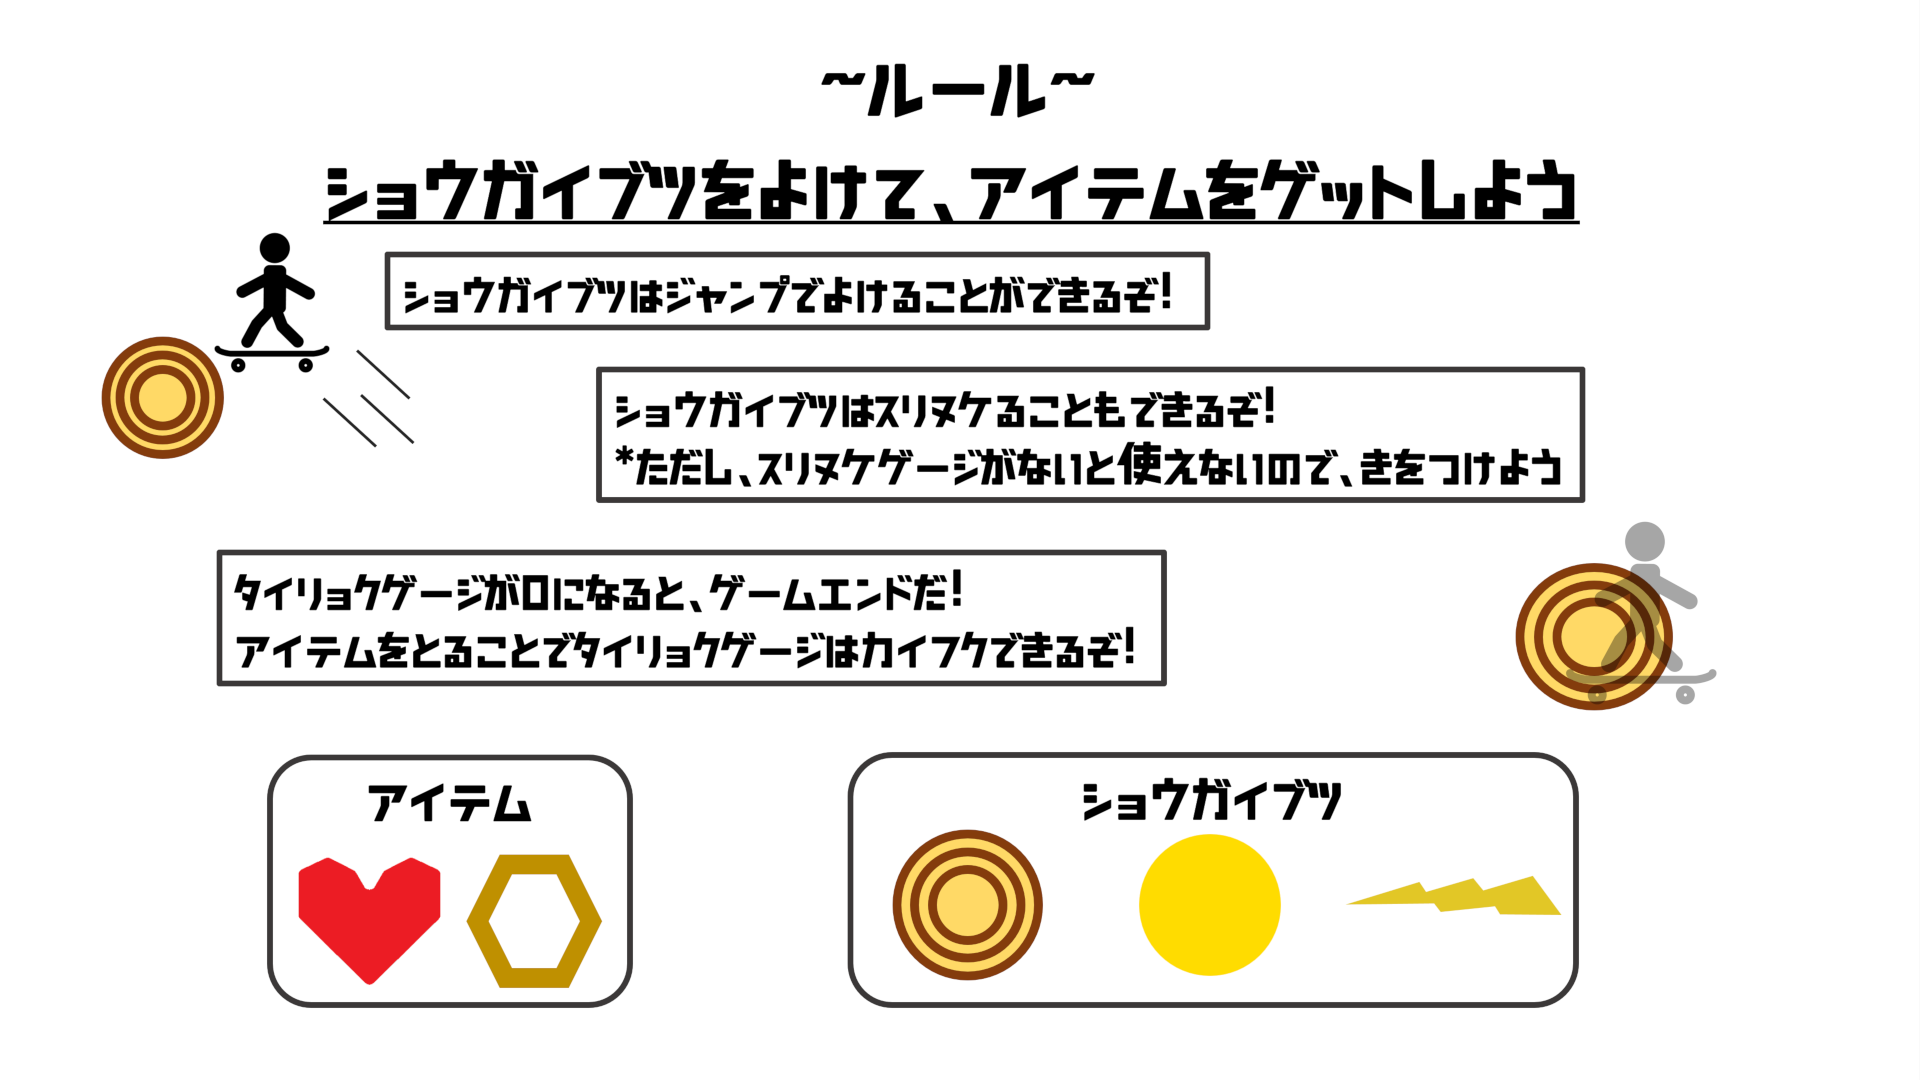 ~ルール~
ショウガイブツをよけて、アイテムをゲットしよう
ショウガイブツはジャンプでよけることができるぞ!
ショウガイブツはスリヌケることもできるぞ!
*ただし、スリヌケゲージがないと使えないので、きをつけよう
タイリョクゲージが0になると、ゲームエンドだ!
アイテムをとることでタイリョクゲージはカイフクできるぞ!
アイテム
ショウガイブツ